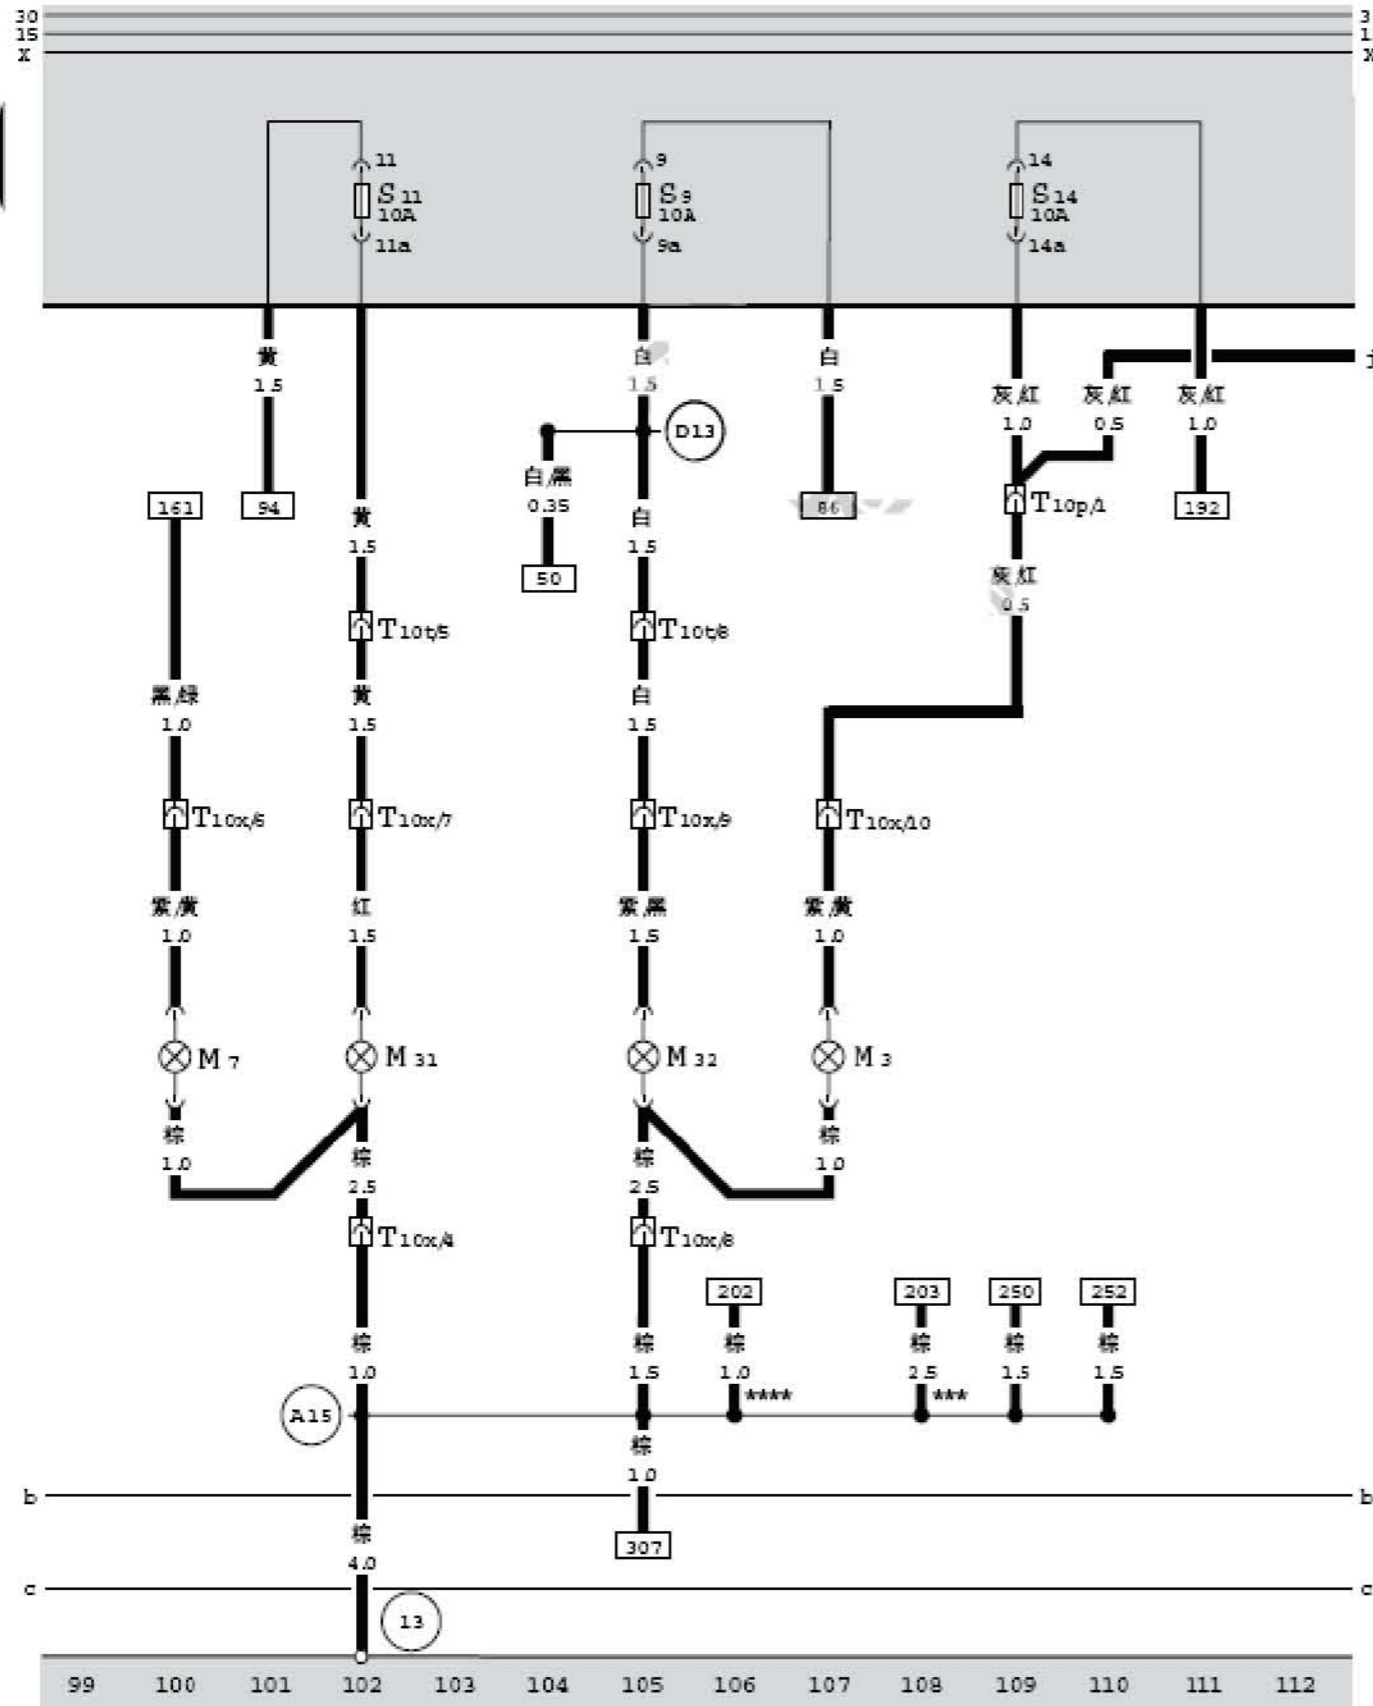 30 3
15 1
X X
11 9 14
S11 S9 S14
10A 10A 10A
11a 9a 14a
黄 白 白
1.5 1.5 1.5
灰/红 灰/红 灰/红
1.0 0.5 1.0
D13
白/黑
0.35
161 94 86 T10p/1 192
黄 白
1.5 1.5
50
灰/红
0.5
T10t/5 T10t/8
黑/绿 黄 白
1.0 1.5 1.5
T10x/6 T10x/7 T10x/9 T10x/10
紫/黄 红 紫/黑 紫/黄
1.0 1.5 1.5 1.0
M7 M31 M32 M3
棕 棕
1.0 1.0
棕 棕
2.5 2.5
T10x/4 T10x/8
202 203 250 252
棕 棕 棕 棕 棕 棕
1.0 1.5 1.0 2.5 1.5 1.5
**** ***
A15
棕
1.0
b b
棕
307
4.0
c c
13
99 100 101 102 103 104 105 106 107 108 109 110 111 112